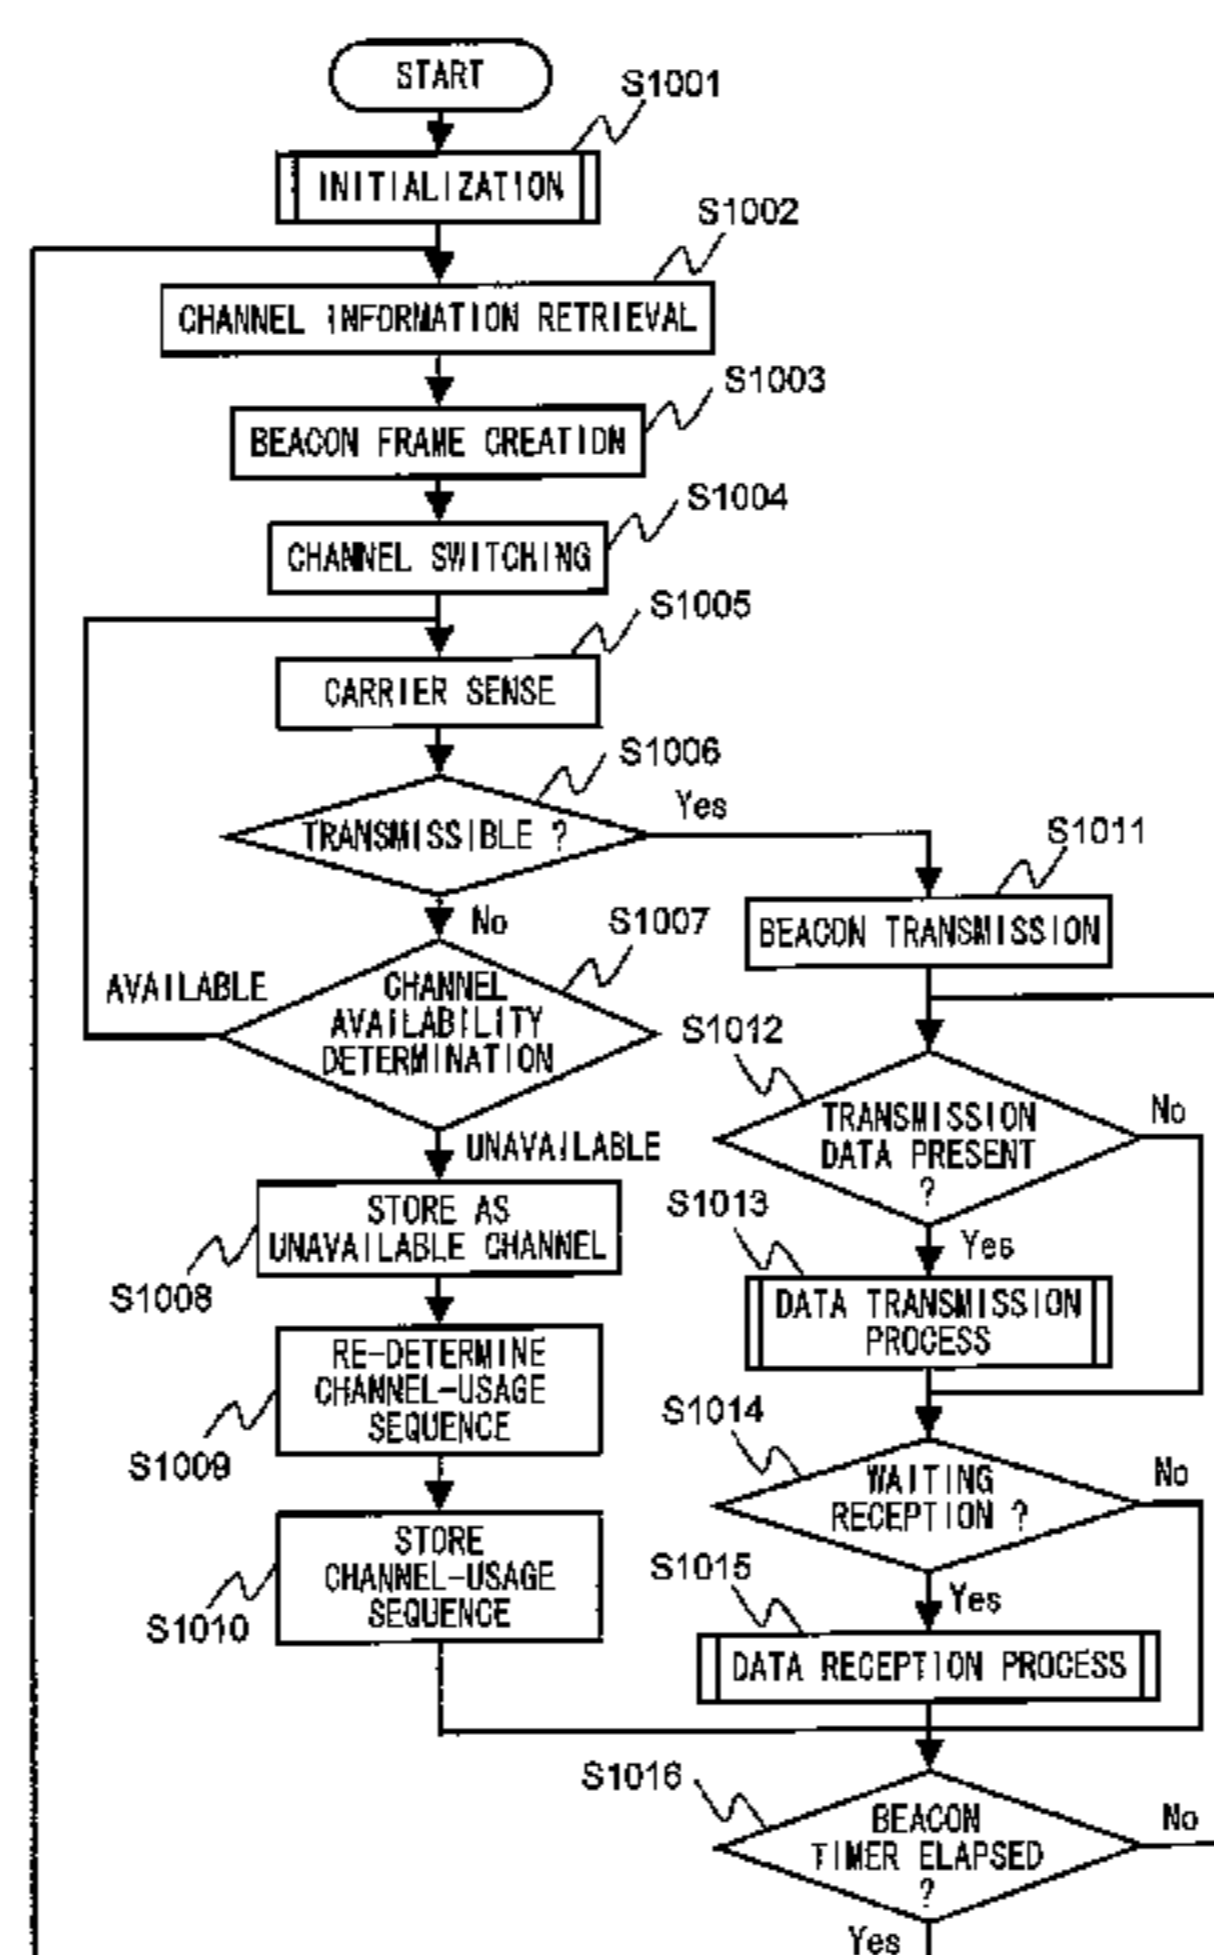 START
S1001
INITIALIZATION
S1002
CHANNEL INFORMATION RETRIEVAL
S1003
BEACON FRAME CREATION
S1004
CHANNEL SWITCHING
S1005
CARRIER SENSE
S1006
TRANSMISSIBLE ?
Yes
No
S1007
CHANNEL
AVAILABILITY
DETERMINATION
AVAILABLE
UNAVAILABLE
STORE AS
UNAVAILABLE CHANNEL
S1008
RE-DETERMINE
CHANNEL-USAGE
SEQUENCE
S1009
STORE
CHANNEL-USAGE
SEQUENCE
S1010
S1011
BEACON TRANSMISSION
S1012
TRANSMISSION
DATA PRESENT
?
No
Yes
S1013
DATA TRANSMISSION
PROCESS
S1014
WAITING
RECEPTION ?
No
Yes
S1015
DATA RECEPTION PROCESS
S1016
BEACON
TIMER ELAPSED
?
No
Yes